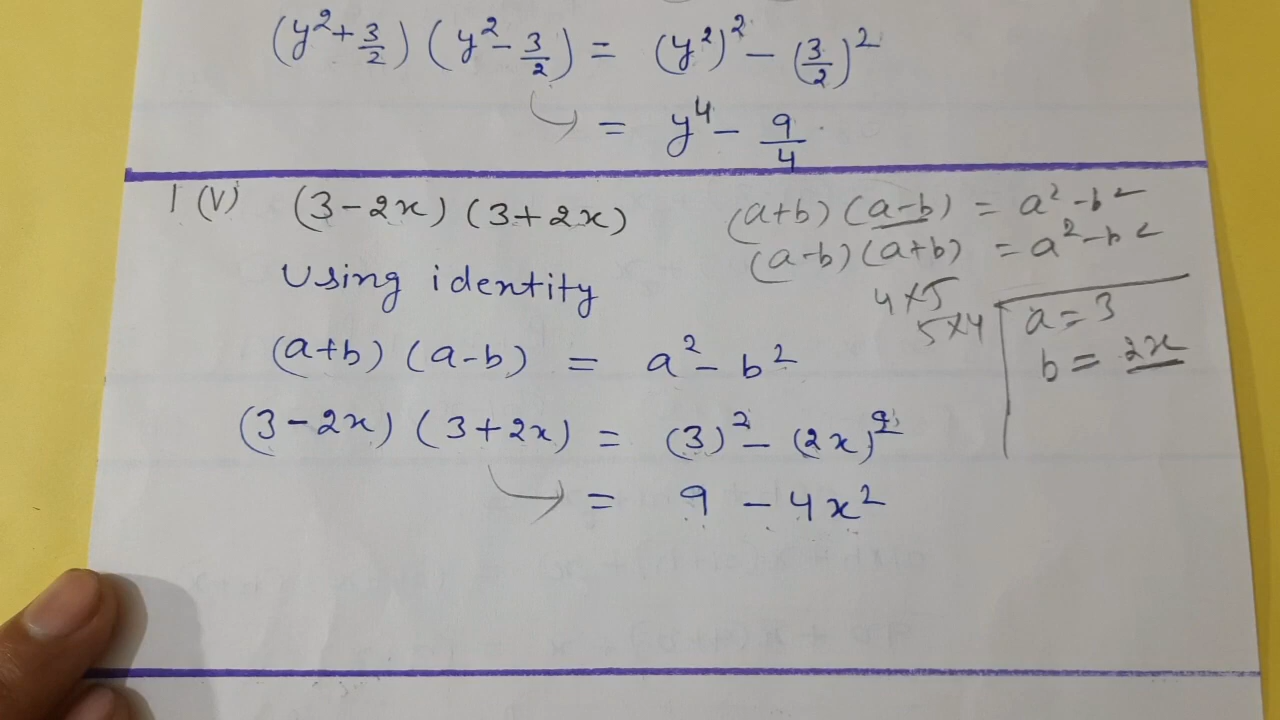 (y²+3/2) (y²-3/2) = (y²)² - (3/2)²
= y⁴ - 9/4
1 (v) (3-2x) (3+2x)
(a+b) (a-b) = a²-b²
(a-b) (a+b) = a²-b²
using identity
4×5
5×4
a=3
b= 2x
(a+b) (a-b) = a²- b²
(3-2x) (3+2x) = (3)² - (2x)²
= 9 - 4x²